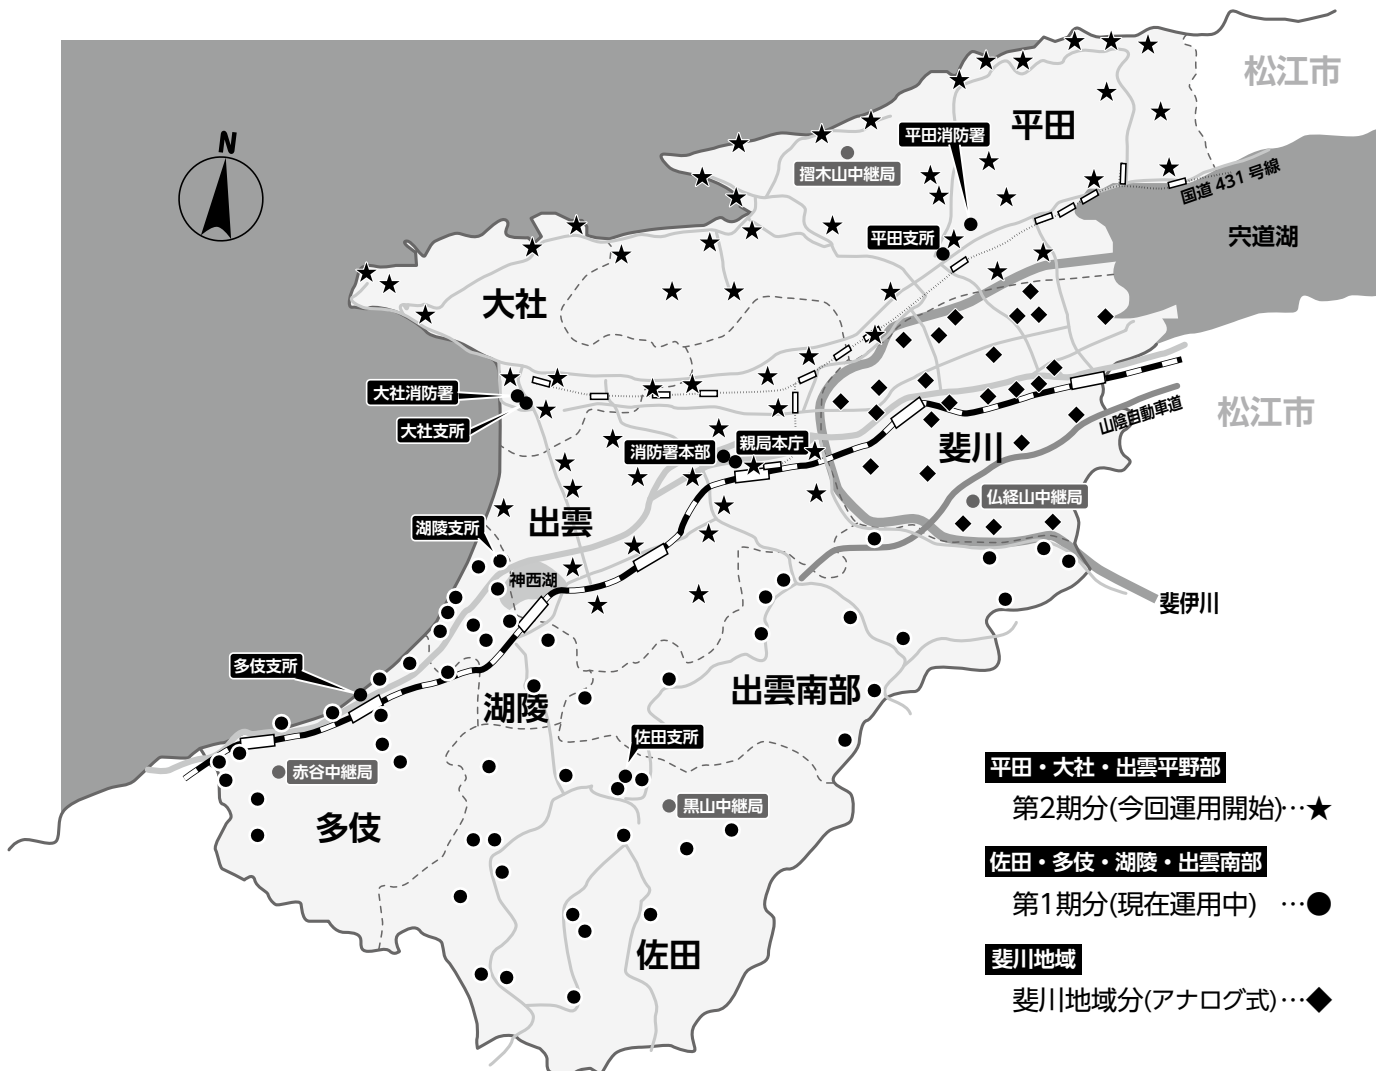 N
松江市
平田
平田消防署
摺木山中継局
国道431号線
宍道湖
平田支所
大社
大社消防署
大社支所
松江市
山陰自動車道
消防署本部
親局本庁
斐川
仏経山中継局
出雲
湖陵支所
神西湖
斐伊川
多伎支所
湖陵
出雲南部
佐田支所
赤谷中継局
黒山中継局
多伎
佐田
平田・大社・出雲平野部
第2期分(今回運用開始)…★
佐田・多伎・湖陵・出雲南部
第1期分(現在運用中) …●
斐川地域
斐川地域分(アナログ式)…◆